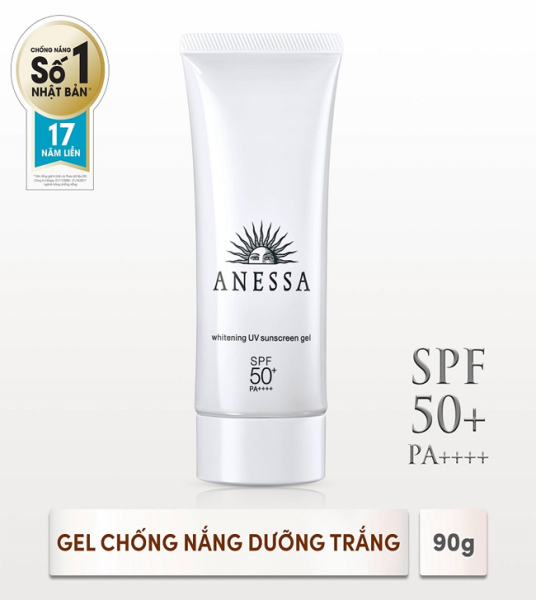 CHỐNG NẮNG
Số 1
NHẬT BẢN*
17
NĂM LIỀN
ANESSA
whitening UV sunscreen gel
SPF
50+
PA++++
SPF
50+
PA++++
GEL CHỐNG NẮNG DƯỠNG TRẮNG
90g